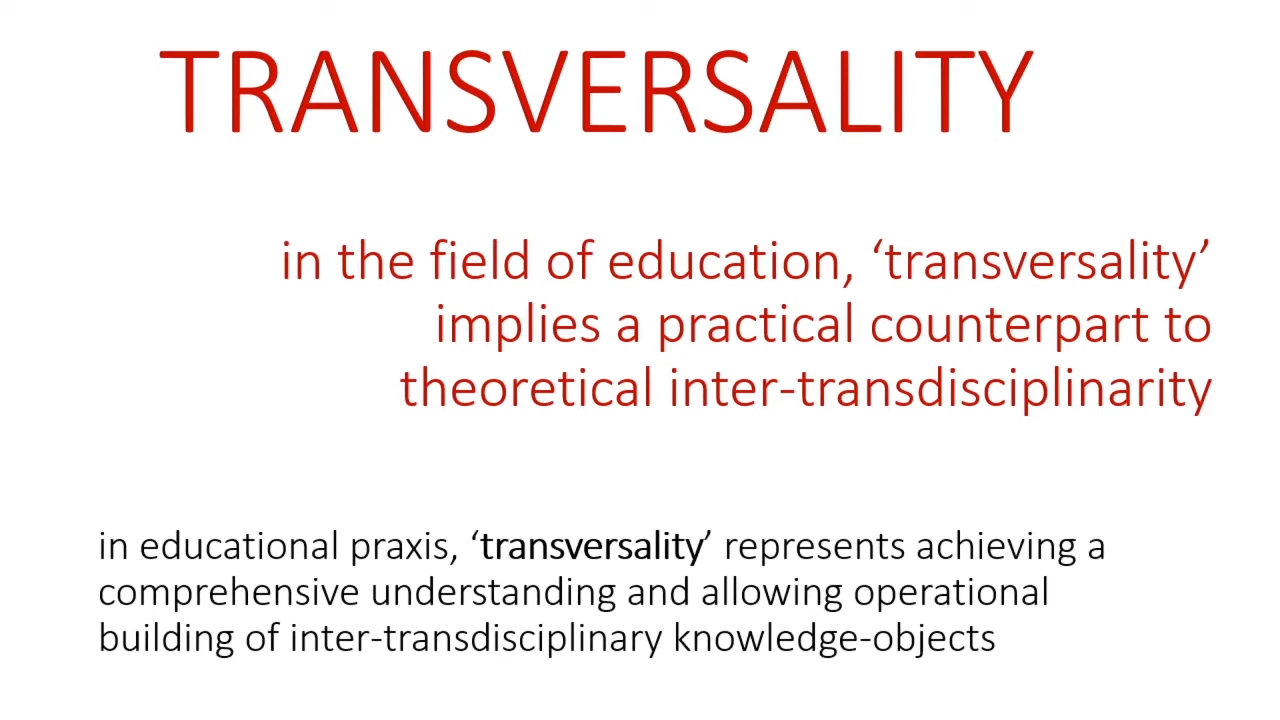 TRANSVERSALITY
in the field of education, ‘transversality’
implies a practical counterpart to
theoretical inter-transdisciplinarity
in educational praxis, ‘transversality’ represents achieving a
comprehensive understanding and allowing operational
building of inter-transdisciplinary knowledge-objects